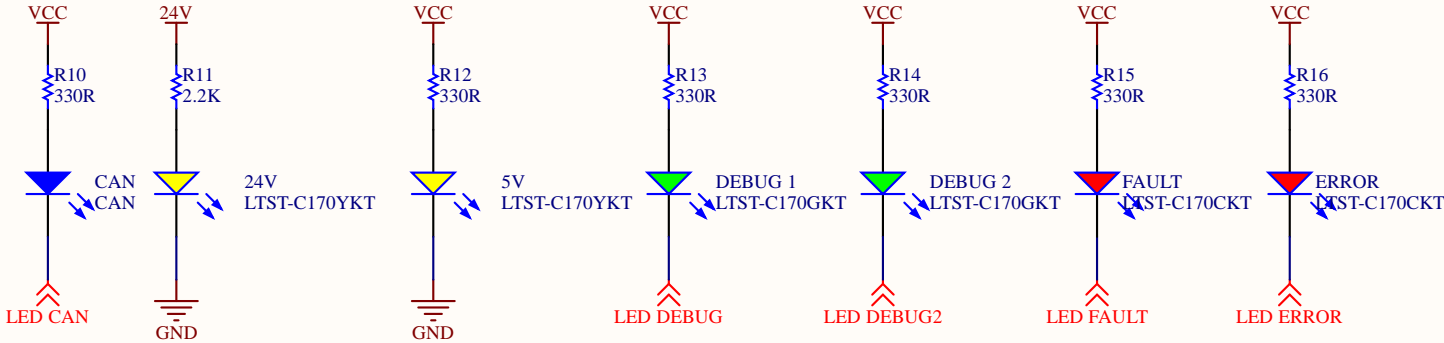 VCC
R10
330R
CAN
CAN
LED CAN
24V
R11
2.2K
24V
LTST-C170YKT
GND
VCC
R12
330R
5V
LTST-C170YKT
GND
VCC
R13
330R
DEBUG 1
LTST-C170GKT
LED DEBUG
VCC
R14
330R
DEBUG 2
LTST-C170GKT
LED DEBUG2
VCC
R15
330R
FAULT
LTST-C170CKT
LED FAULT
VCC
R16
330R
ERROR
LTST-C170CKT
LED ERROR